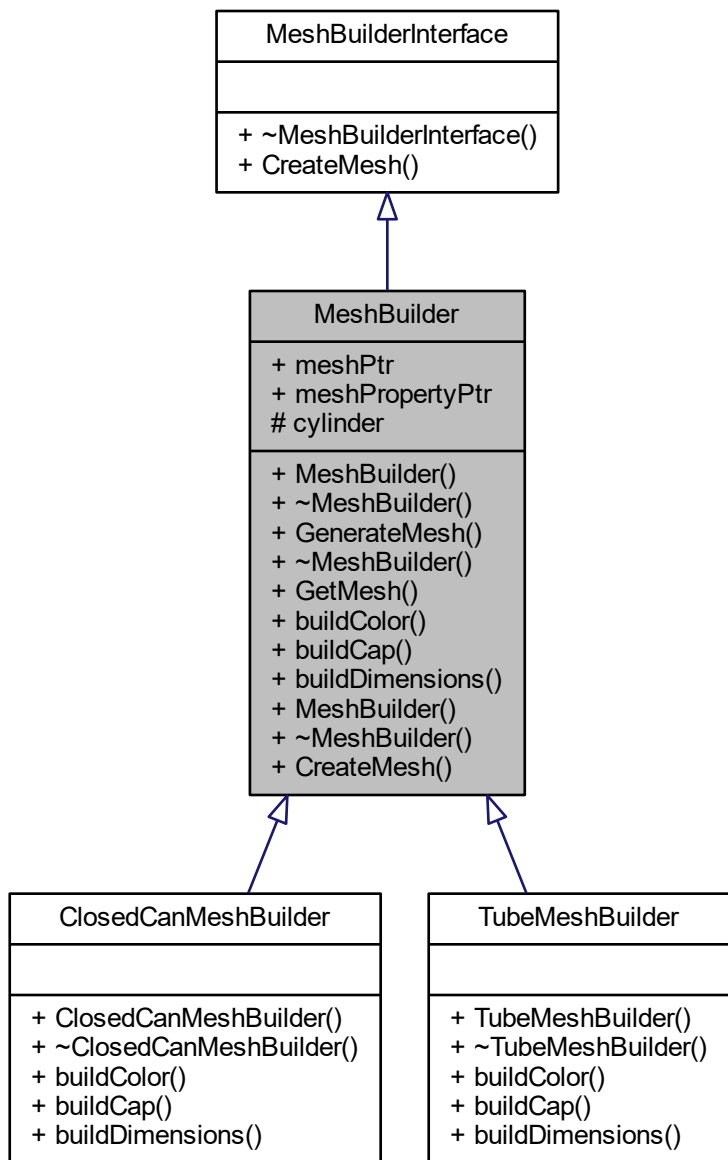 MeshBuilderInterface
+ ~MeshBuilderInterface()
+ CreateMesh()
MeshBuilder
+ meshPtr
+ meshPropertyPtr
# cylinder
+ MeshBuilder()
+ ~MeshBuilder()
+ GenerateMesh()
+ ~MeshBuilder()
+ GetMesh()
+ buildColor()
+ buildCap()
+ buildDimensions()
+ MeshBuilder()
+ ~MeshBuilder()
+ CreateMesh()
ClosedCanMeshBuilder
+ ClosedCanMeshBuilder()
+ ~ClosedCanMeshBuilder()
+ buildColor()
+ buildCap()
+ buildDimensions()
TubeMeshBuilder
+ TubeMeshBuilder()
+ ~TubeMeshBuilder()
+ buildColor()
+ buildCap()
+ buildDimensions()